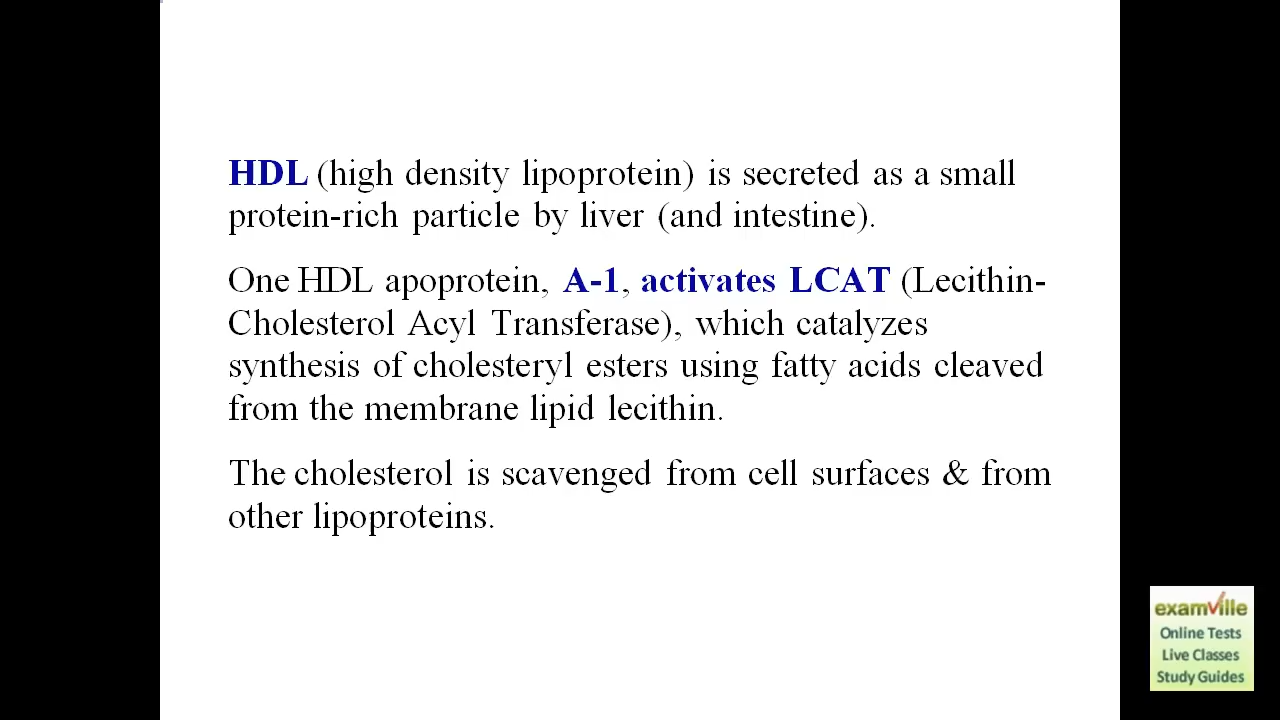 HDL (high density lipoprotein) is secreted as a small
protein-rich particle by liver (and intestine).
One HDL apoprotein, A-1, activates LCAT (Lecithin-
Cholesterol Acyl Transferase), which catalyzes
synthesis of cholesteryl esters using fatty acids cleaved
from the membrane lipid lecithin.
The cholesterol is scavenged from cell surfaces & from
other lipoproteins.
examville
Online Tests
Live Classes
Study Guides